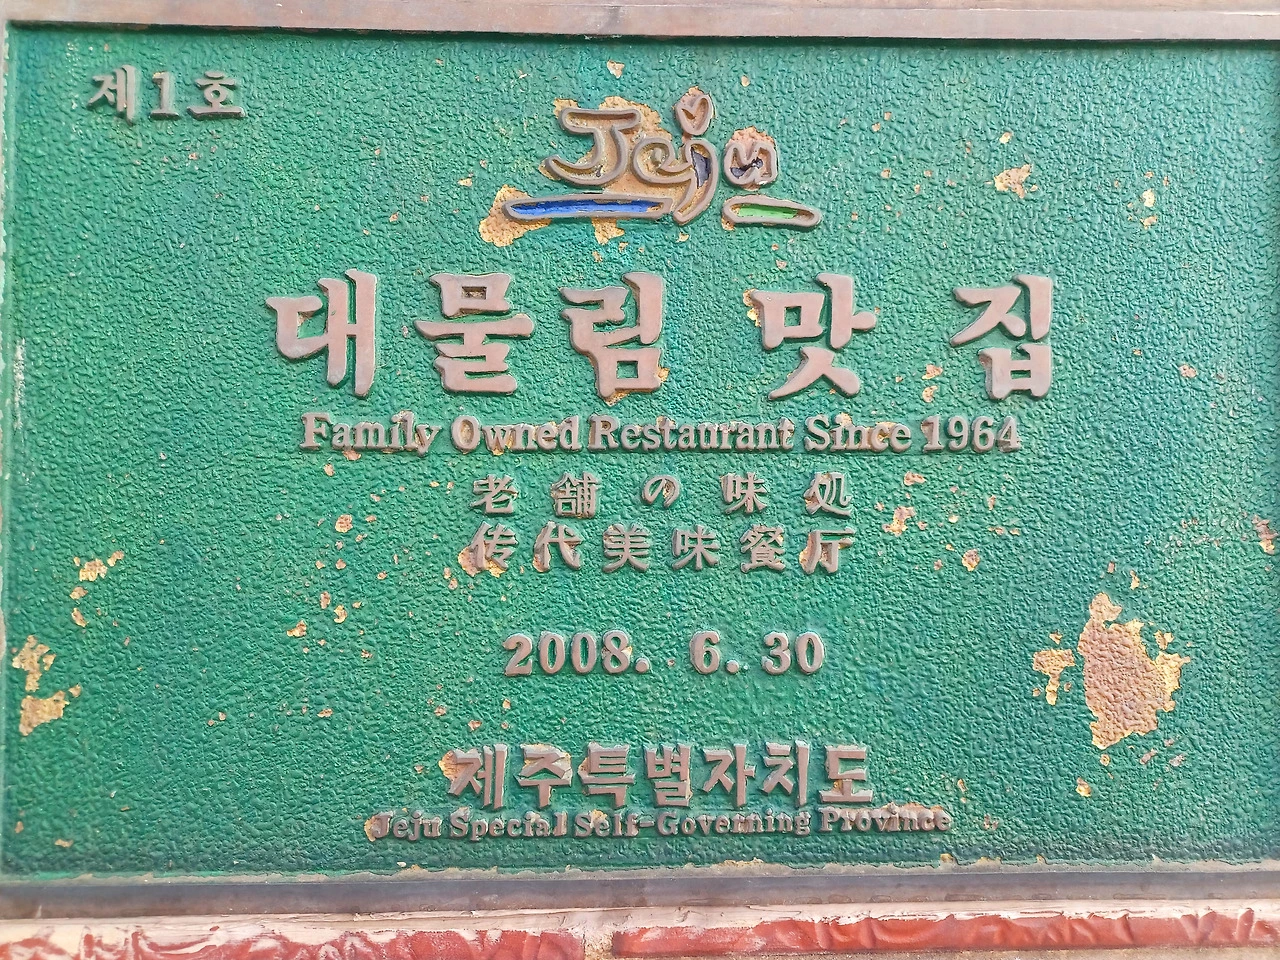 제1호
Jeju
대물림 맛 집
Family Owned Restaurant Since 1964
老舗の味処
传代美味餐厅
2008. 6. 30
제주특별자치도
Jeju Special Self-Governing Province